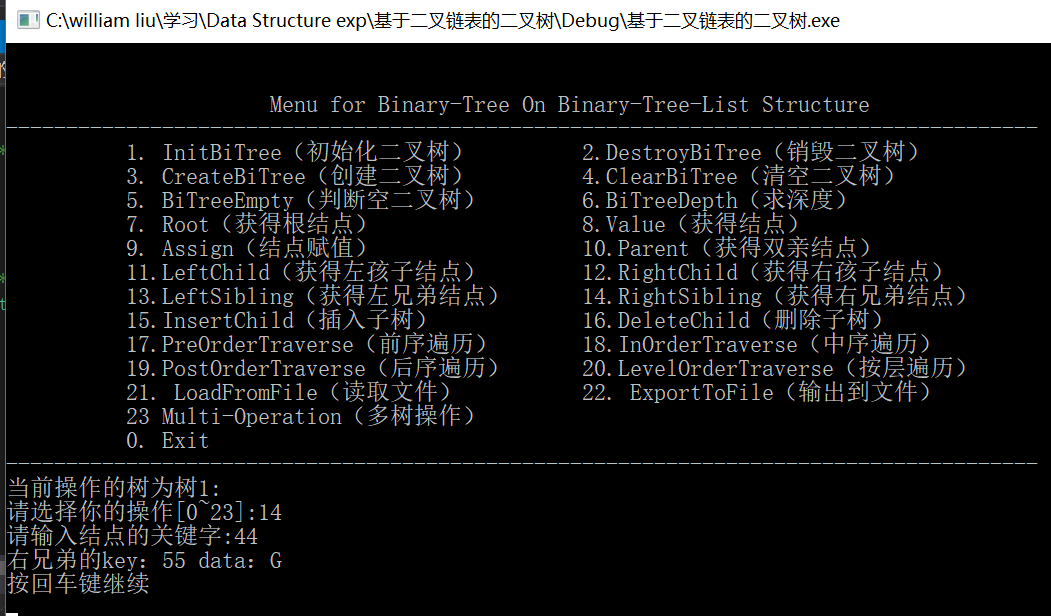 C:\william liu\学习\Data Structure exp\基于二叉链表的二叉树\Debug\基于二叉链表的二叉树.exe
Menu for Binary-Tree On Binary-Tree-List Structure
-------------------------------------------------------------------------------------
1. InitBiTree（初始化二叉树） 2.DestroyBiTree（销毁二叉树）
3. CreateBiTree（创建二叉树） 4.ClearBiTree（清空二叉树）
5. BiTreeEmpty（判断空二叉树） 6.BiTreeDepth（求深度）
7. Root（获得根结点） 8.Value（获得结点）
9. Assign（结点赋值） 10.Parent（获得双亲结点）
11.LeftChild（获得左孩子结点） 12.RightChild（获得右孩子结点）
13.LeftSibling（获得左兄弟结点） 14.RightSibling（获得右兄弟结点）
15.InsertChild（插入子树） 16.DeleteChild（删除子树）
17.PreOrderTraverse（前序遍历） 18.InOrderTraverse（中序遍历）
19.PostOrderTraverse（后序遍历） 20.LevelOrderTraverse（按层遍历）
21. LoadFromFile（读取文件） 22. ExportToFile（输出到文件）
23 Multi-Operation（多树操作）
0. Exit
-------------------------------------------------------------------------------------
当前操作的树为树1:
请选择你的操作[0~23]:14
请输入结点的关键字:44
右兄弟的key：55 data：G
按回车键继续